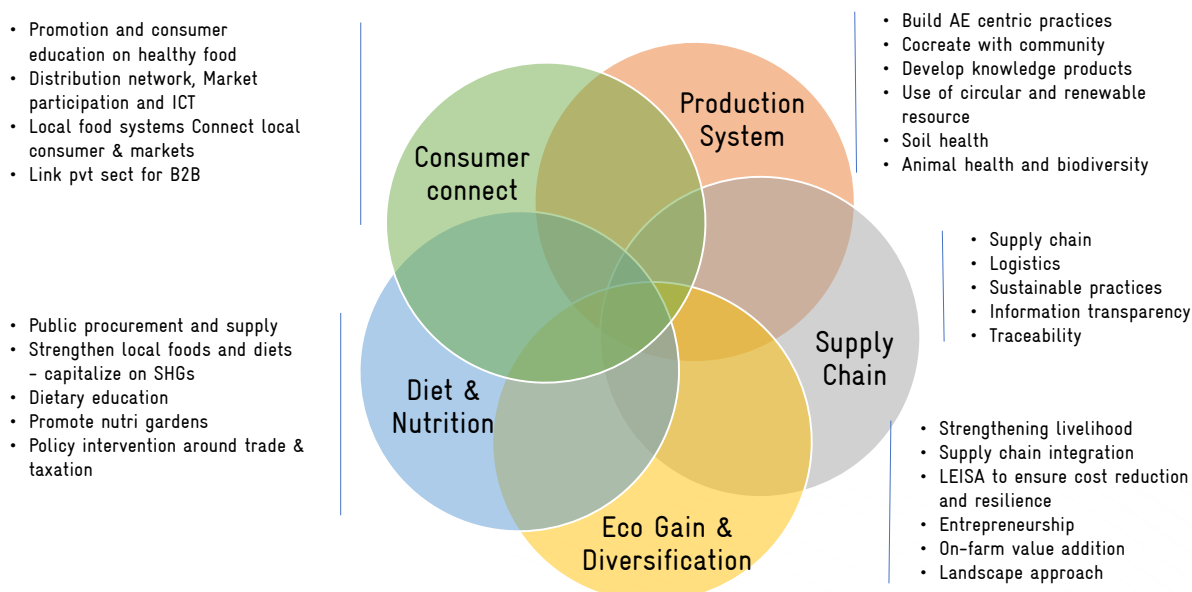 • Promotion and consumer
education on healthy food
• Distribution network, Market
participation and ICT
• Local food systems Connect local
consumer & markets
• Link pvt sect for B2B
• Public procurement and supply
• Strengthen local foods and diets
– capitalize on SHGs
• Dietary education
• Promote nutri gardens
• Policy intervention around trade &
taxation
Consumer
connect
Production
System
Diet &
Nutrition
Supply
Chain
Eco Gain &
Diversification
• Build AE centric practices
• Cocreate with community
• Develop knowledge products
• Use of circular and renewable
resource
• Soil health
• Animal health and biodiversity
• Supply chain
• Logistics
• Sustainable practices
• Information transparency
• Traceability
• Strengthening livelihood
• Supply chain integration
• LEISA to ensure cost reduction
and resilience
• Entrepreneurship
• On-farm value addition
• Landscape approach